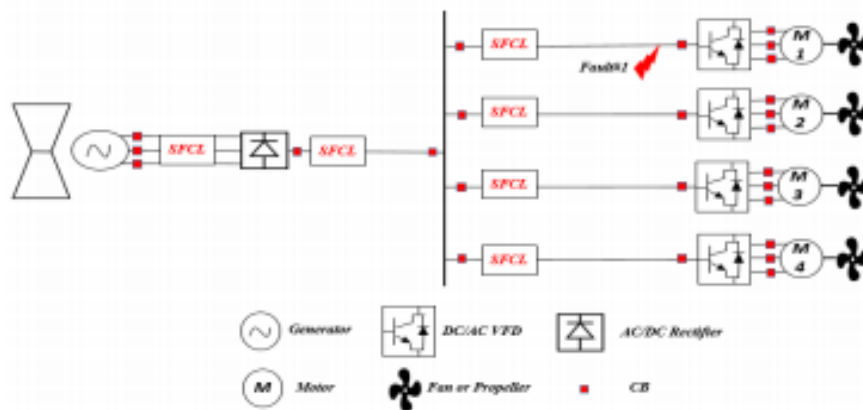 SFCL
Fault#1
M
1
SFCL
M
2
SFCL
SFCL
SFCL
M
3
SFCL
M
4
Generator
DC/AC VFD
AC/DC Rectifier
M
Motor
Fan or Propeller
CB